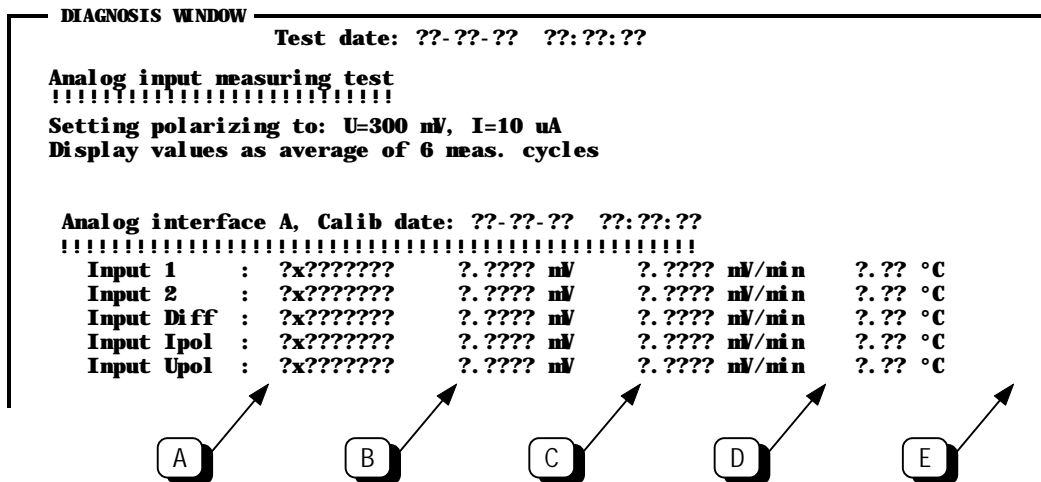 DIAGNOSIS WINDOW
Test date: ??-??-?? ??:??:??
Analog input measuring test
!!!!!!!!!!!!!!!!!!!!!!!!!!!
Setting polarizing to: U=300 mV, I=10 uA
Display values as average of 6 meas. cycles
Analog interface A, Calib date: ??-??-?? ??:??:??
!!!!!!!!!!!!!!!!!!!!!!!!!!!!!!!!!!!!!!!!!!!!!!!!!!
Input 1 : ?x??????? ?.???? mV ?.???? mV/min ?.?? °C
Input 2 : ?x??????? ?.???? mV ?.???? mV/min ?.?? °C
Input Diff : ?x??????? ?.???? mV ?.???? mV/min ?.?? °C
Input Ipol : ?x??????? ?.???? mV ?.???? mV/min ?.?? °C
Input Upol : ?x??????? ?.???? mV ?.???? mV/min ?.?? °C
A B C D E